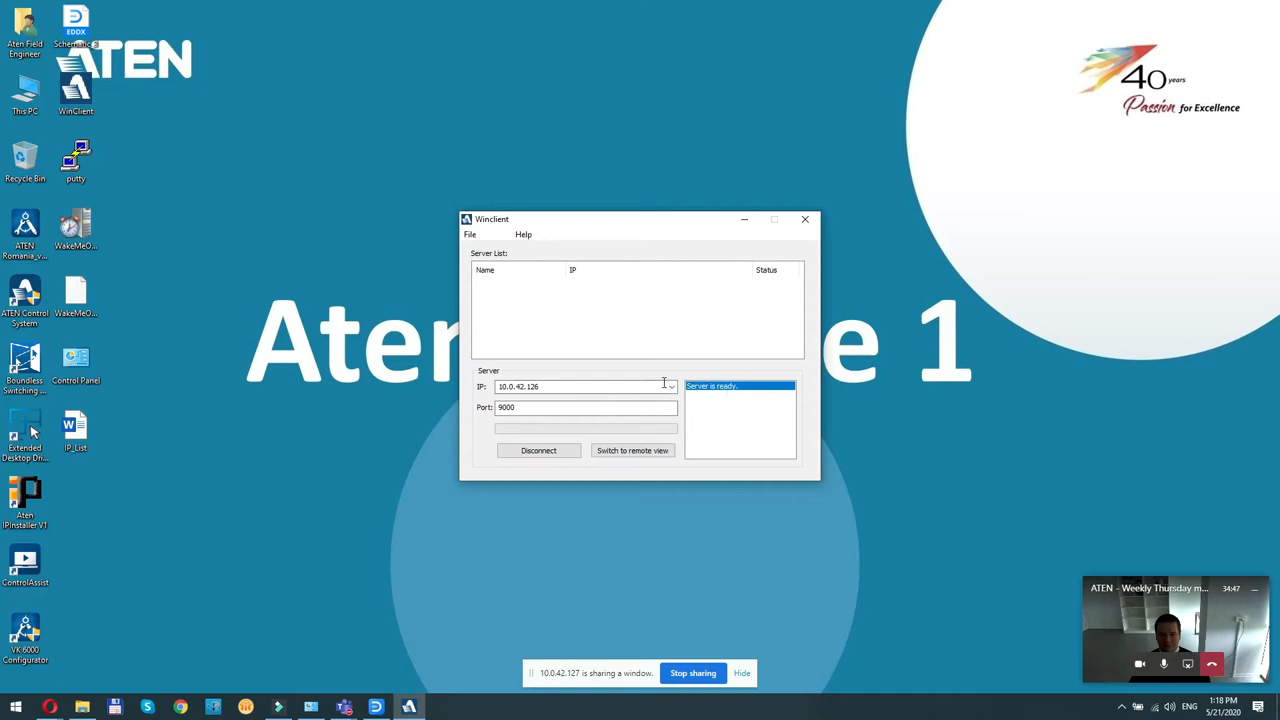 Aten Field
Engineer
EDDX
Schematic
ATEN
This PC
WinClient
40 years
Passion for Excellence
Recycle Bin
putty
ATEN
Romania_v...
WakeMeO...
ATEN Control
System
WakeMeO...
Boundless
Switching ...
Control Panel
Extended
Desktop Dri...
IP_List
Aten
IPInstaller V1
ControlAssist
VK6000
Configurator
Aten
e 1
Winclient
File Help
Server List:
Name IP Status
Server
IP: 10.0.42.126
Server is ready.
Port: 9000
Disconnect Switch to remote view
ATEN - Weekly Thursday m... 34:47
10.0.42.127 is sharing a window. Stop sharing Hide
ENG
1:18 PM
5/21/2020